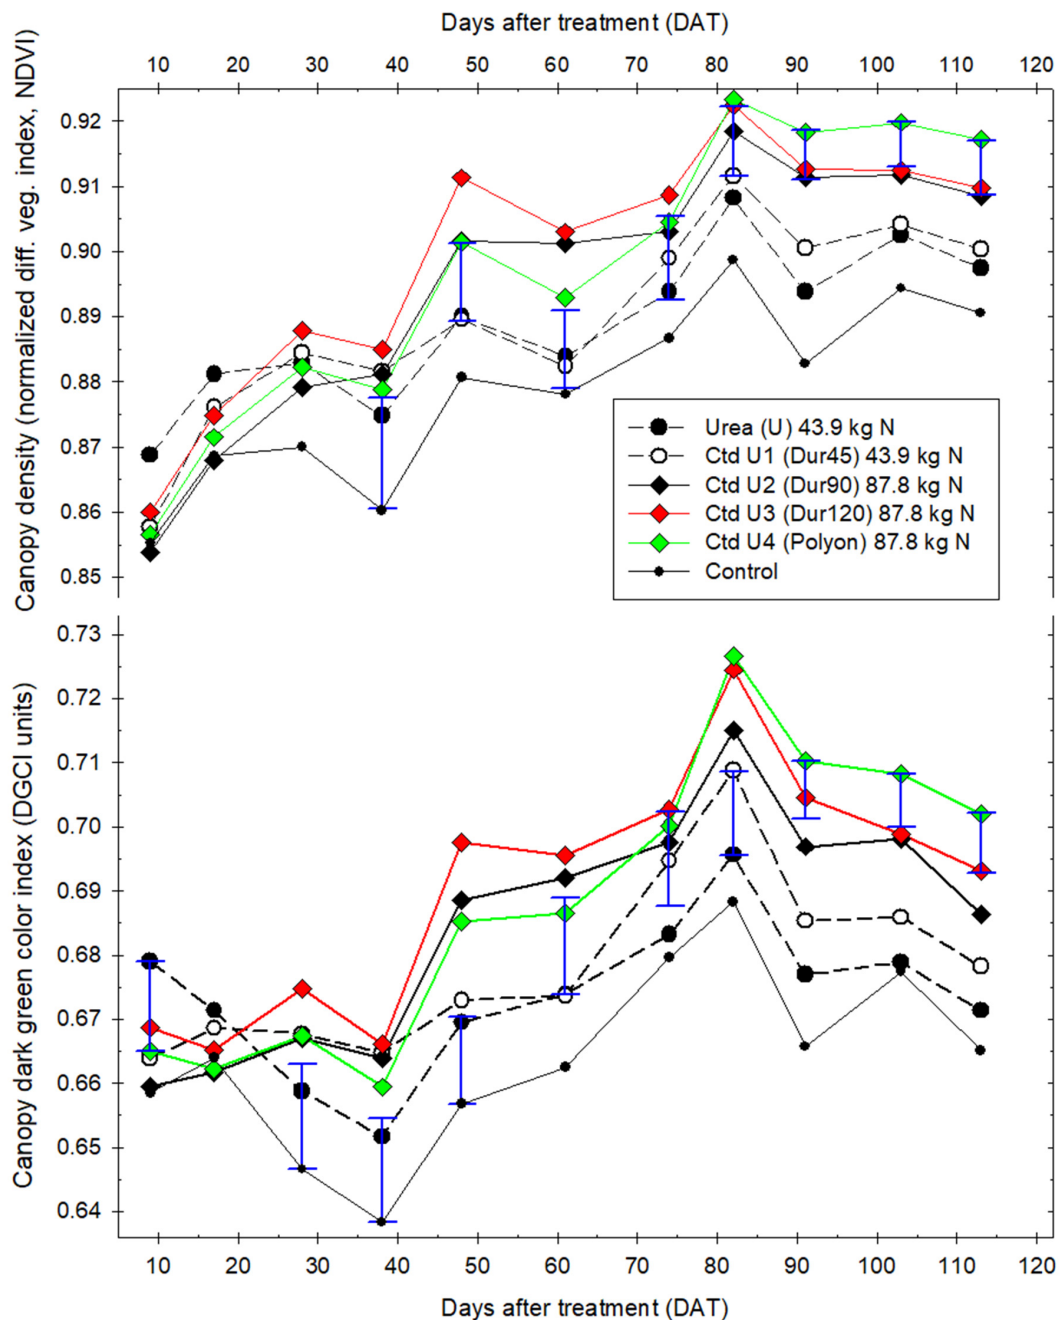 Days after treatment (DAT)
10 20 30 40 50 60 70 80 90 100 110 120
Canopy density (normalized diff. veg. index, NDVI)
0.92
0.91
0.90
0.89
0.88
0.87
0.86
0.85
Urea (U) 43.9 kg N
Ctd U1 (Dur45) 43.9 kg N
Ctd U2 (Dur90) 87.8 kg N
Ctd U3 (Dur120) 87.8 kg N
Ctd U4 (Polyon) 87.8 kg N
Control
Canopy dark green color index (DGCI units)
0.73
0.72
0.71
0.70
0.69
0.68
0.67
0.66
0.65
0.64
10 20 30 40 50 60 70 80 90 100 110 120
Days after treatment (DAT)